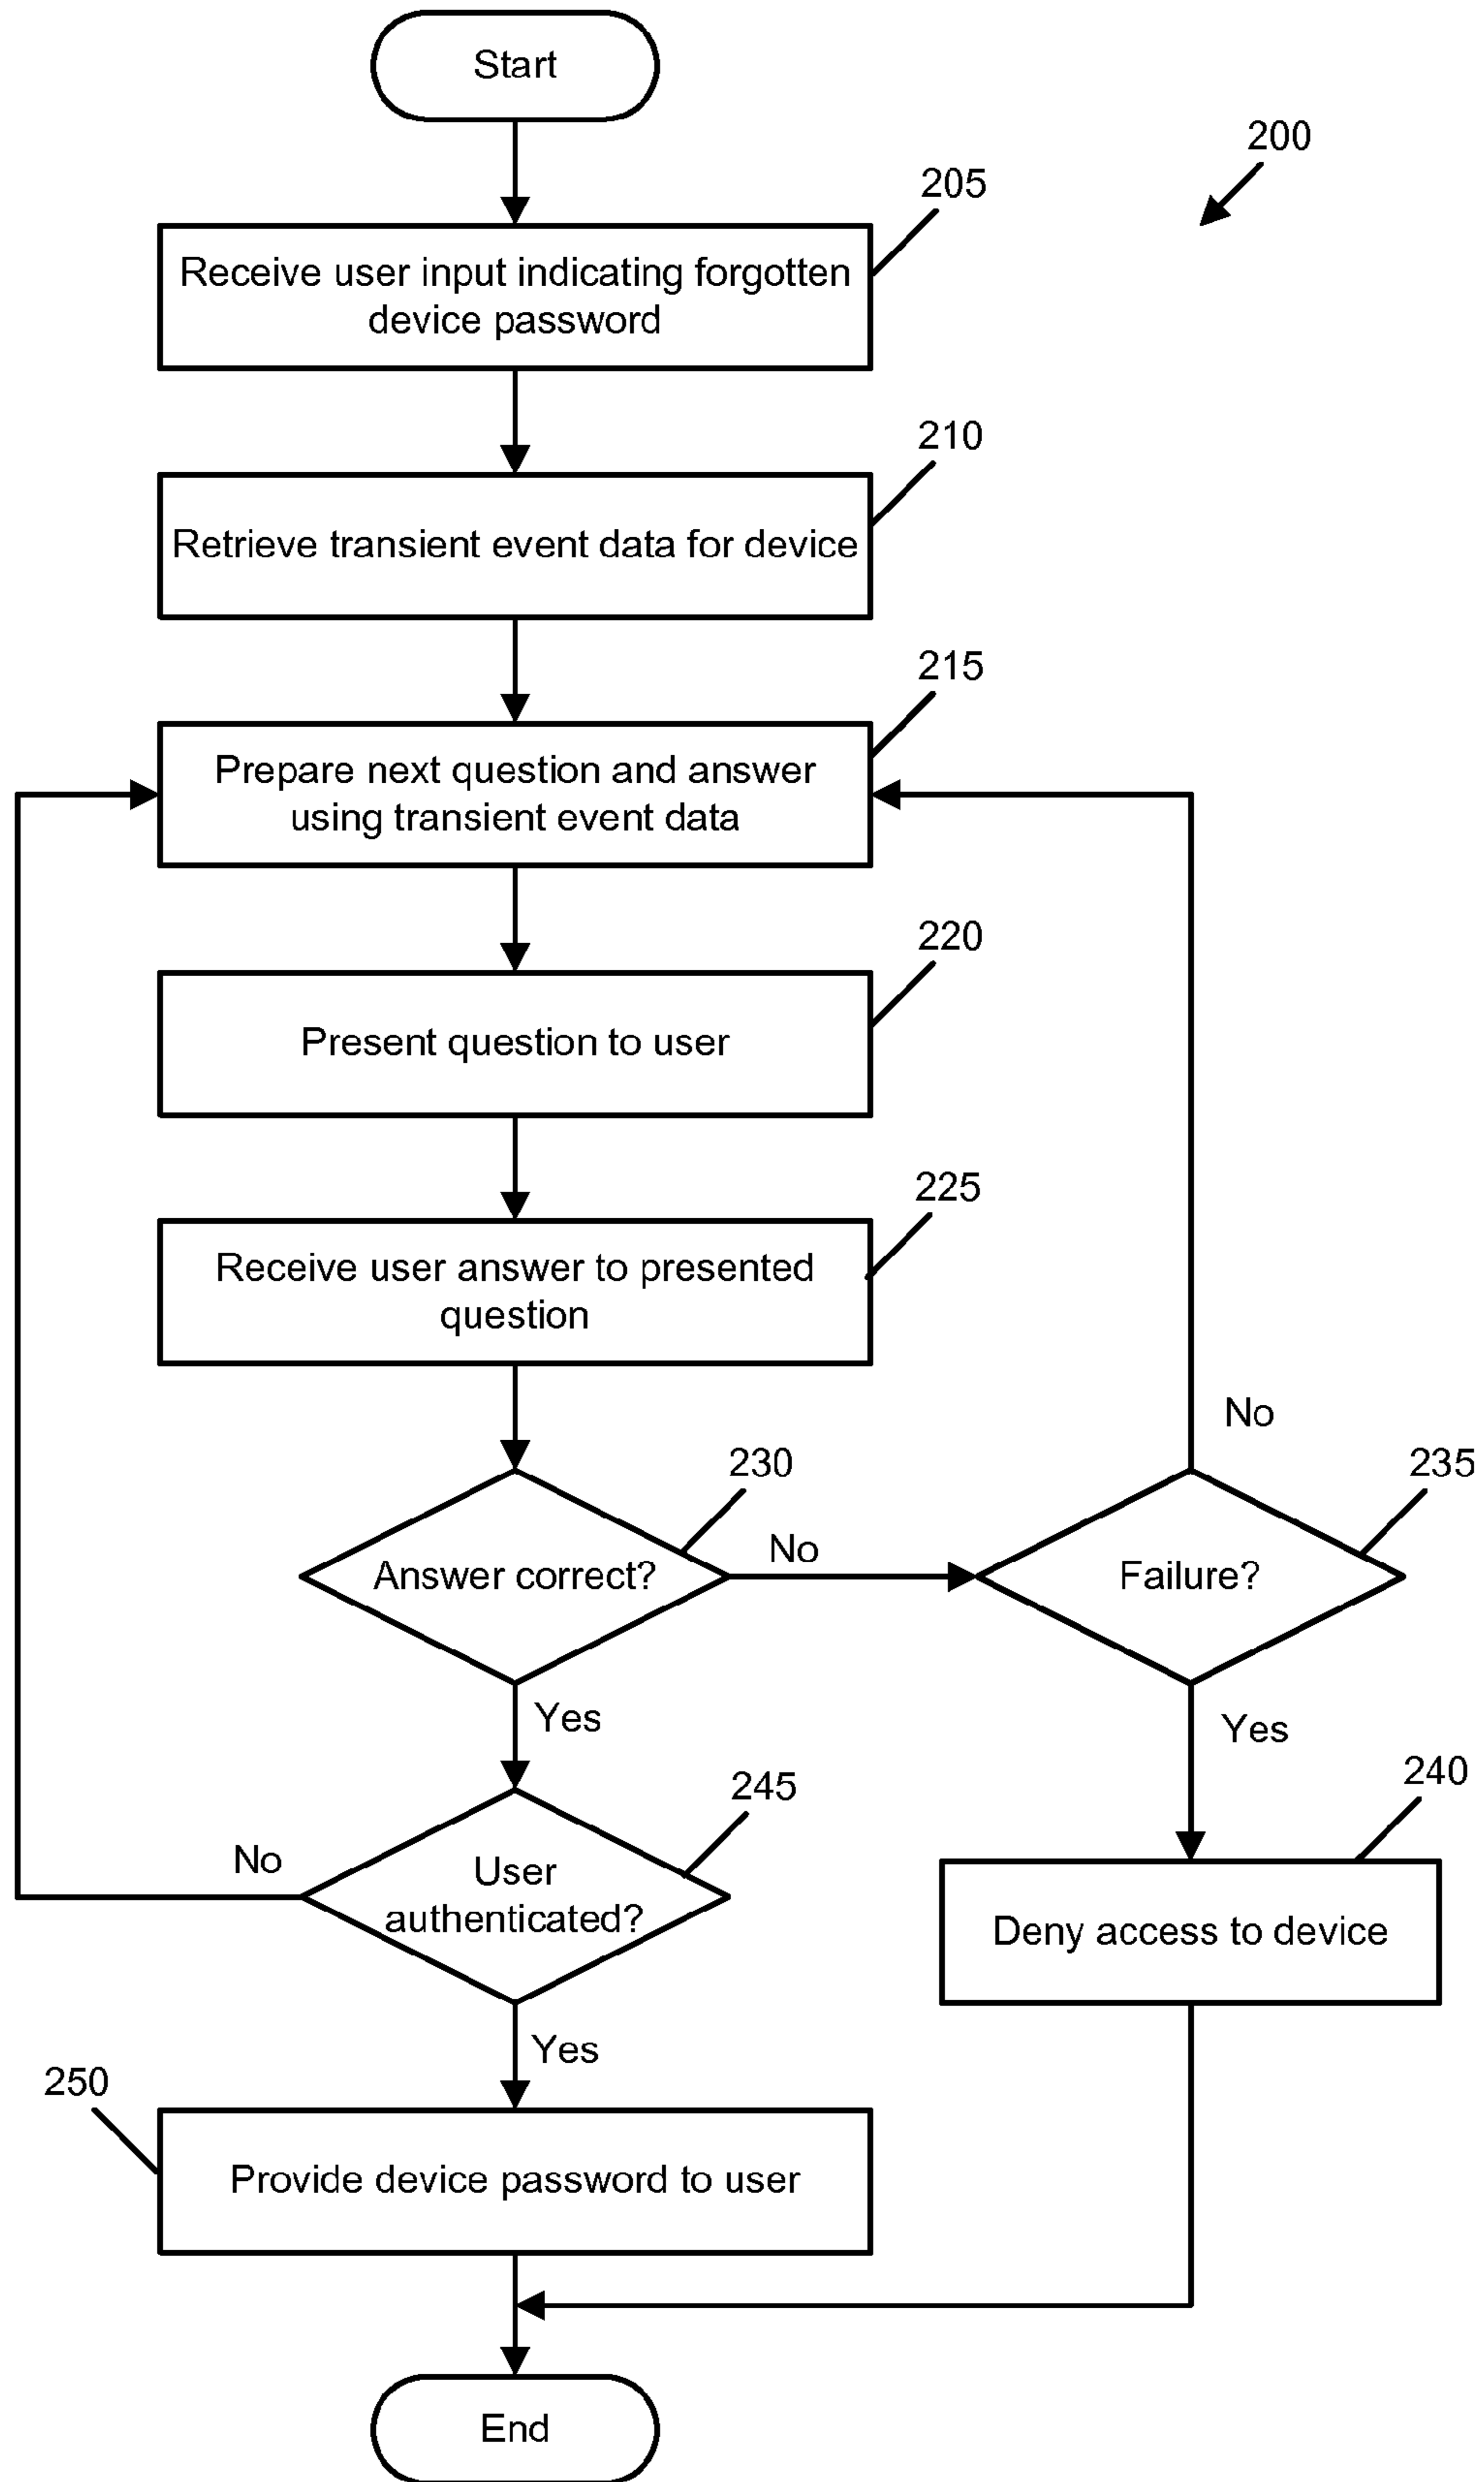 Start
200
205
Receive user input indicating forgotten
device password
210
Retrieve transient event data for device
215
Prepare next question and answer
using transient event data
220
Present question to user
225
Receive user answer to presented
question
No
230
235
Answer correct?
No
Failure?
Yes
Yes
240
245
No
User
authenticated?
Deny access to device
Yes
250
Provide device password to user
End